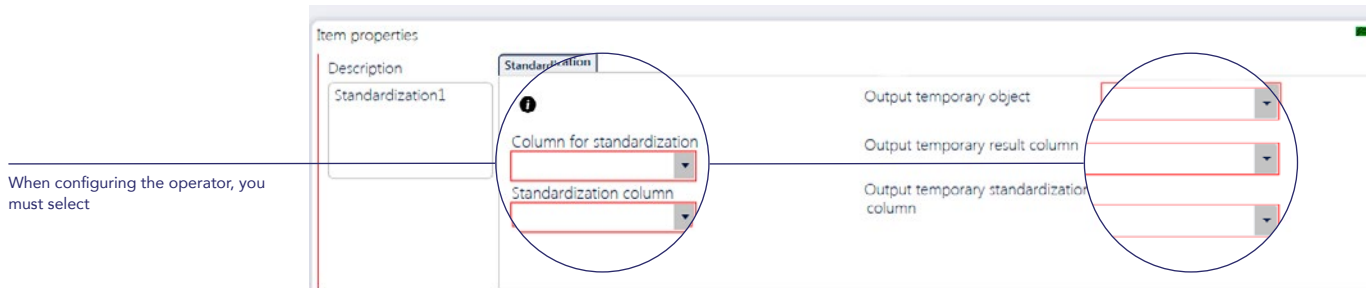 Item properties
Description
Standardization
Standardization1
Column for standardization
Standardization column
Output temporary object
Output temporary result column
Output temporary standardization
column
When configuring the operator, you
must select